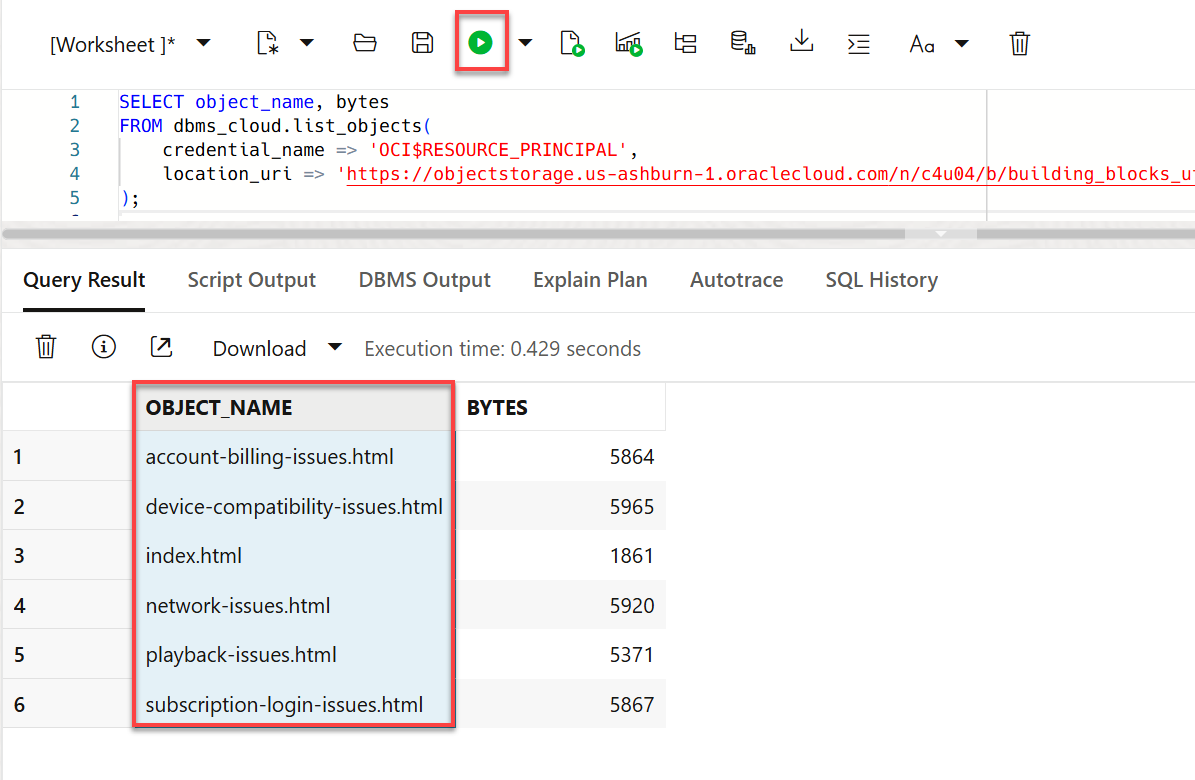 [Worksheet ]*
Aa
1 SELECT object_name, bytes
2 FROM dbms_cloud.list_objects(
3 credential_name => 'OCI$RESOURCE_PRINCIPAL',
4 location_uri => 'https://objectstorage.us-ashburn-1.oraclecloud.com/n/c4u04/b/building_blocks_ut
5 );
Query Result Script Output DBMS Output Explain Plan Autotrace SQL History
Download Execution time: 0.429 seconds
OBJECT_NAME BYTES
1 account-billing-issues.html 5864
2 device-compatibility-issues.html 5965
3 index.html 1861
4 network-issues.html 5920
5 playback-issues.html 5371
6 subscription-login-issues.html 5867